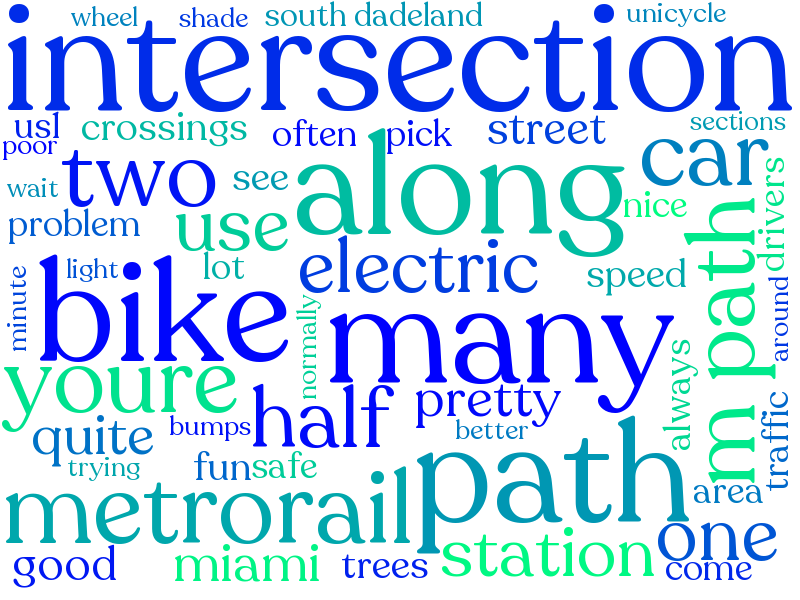 wheel shade south dadeland unicycle
intersection
usl crossings often pick street sections
poor two see along car
wait use nice drivers
problem
minute light lot electric speed m path
bike normally many around
youre half pretty always traffic
quite bumps better
trying fun safe path area
metrorail station one
good miami trees come